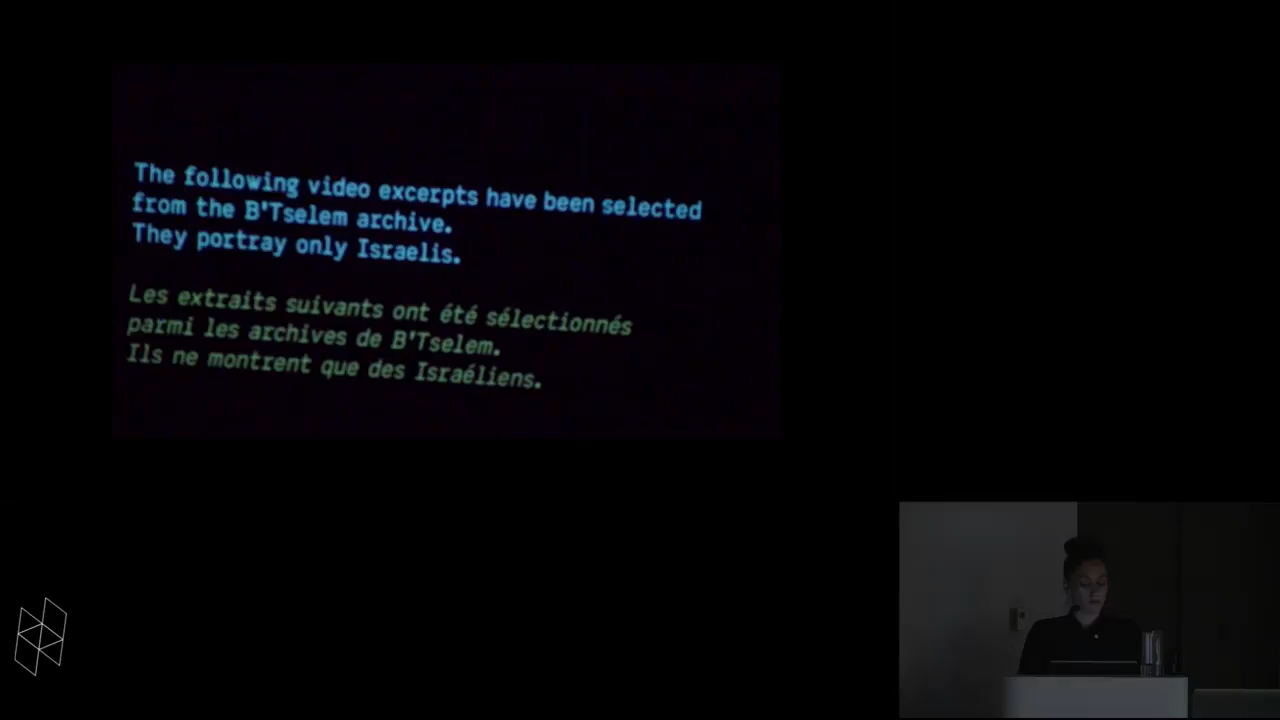 The following video excerpts have been selected
from the B'Tselem archive.
They portray only Israelis.
Les extraits suivants ont été sélectionnés
parmi les archives de B'Tselem.
Ils ne montrent que des Israéliens.